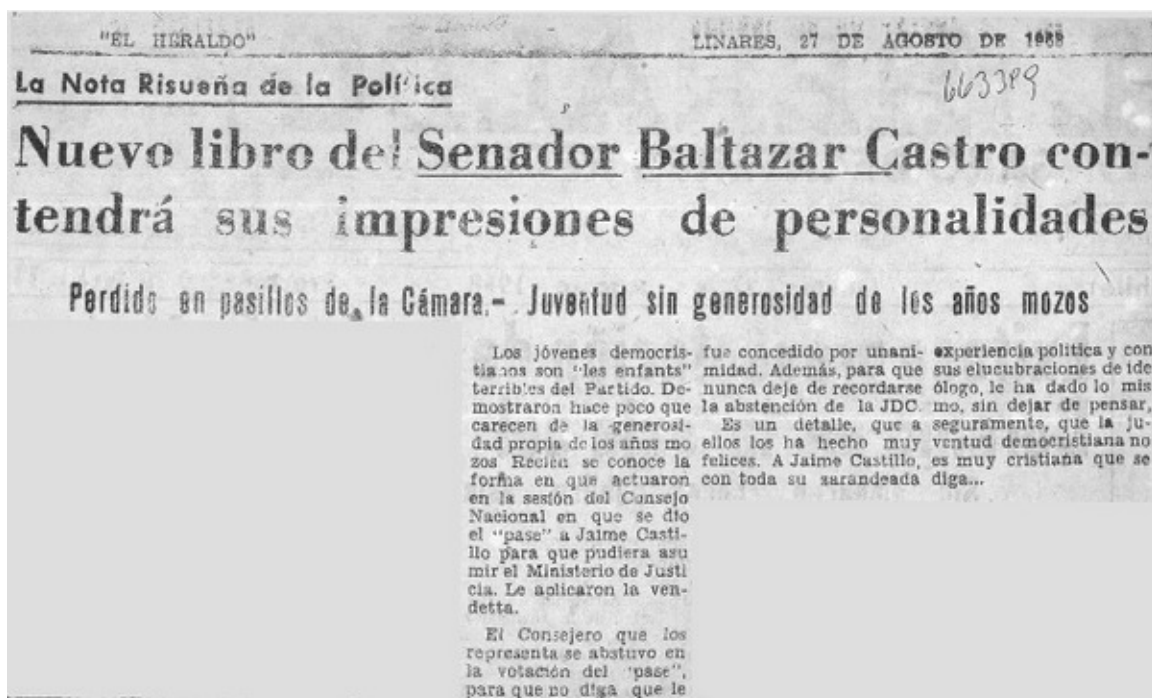 "EL HERALDO"
LINARES, 27 DE AGOSTO DE 1968
663389
La Nota Risueña de la Política
Nuevo libro del Senador Baltazar Castro con-
tendrá sus impresiones de personalidades
Perdido en pasillos de la Cámara.- Juventud sin generosidad de los años mozos
Los jóvenes democris-
tianos son "les enfants"
terribles del Partido. De-
mostraron hace poco que
carecen de la generosi-
dad propia de los años mo
zos Recien se conoce la
forma en que actuaron
en la sesión del Consejo
Nacional en que se dio
el "pase" a Jaime Casti-
llo para que pudiera asu
mir el Ministerio de Justi
cia. Le aplicaron la ven-
detta.
El Consejero que los
representa se abstuvo en
la votación del "pase",
para que no diga que le
fue concedido por unani-
midad. Además, para que
nunca deje de recordarse
la abstención de la JDC.
Es un detalle, que a
ellos los ha hecho muy
felices. A Jaime Castillo,
con toda su zarandeada
experiencia política y con
sus elucubraciones de ide
ólogo, le ha dado lo mis
mo, sin dejar de pensar,
seguramente, que la ju-
ventud democristiana no
es muy cristiana que se
diga...